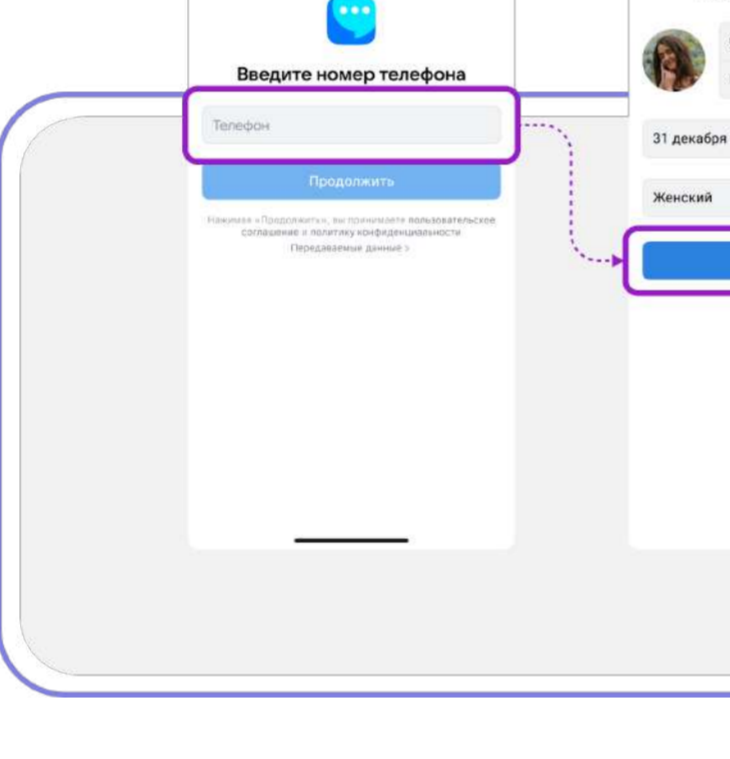 Введите номер телефона
Телефон
Продолжить
Нажимая «Продолжить», вы принимаете пользовательское
соглашение и политику конфиденциальности
Передаваемые данные >
31 декабря
Женский